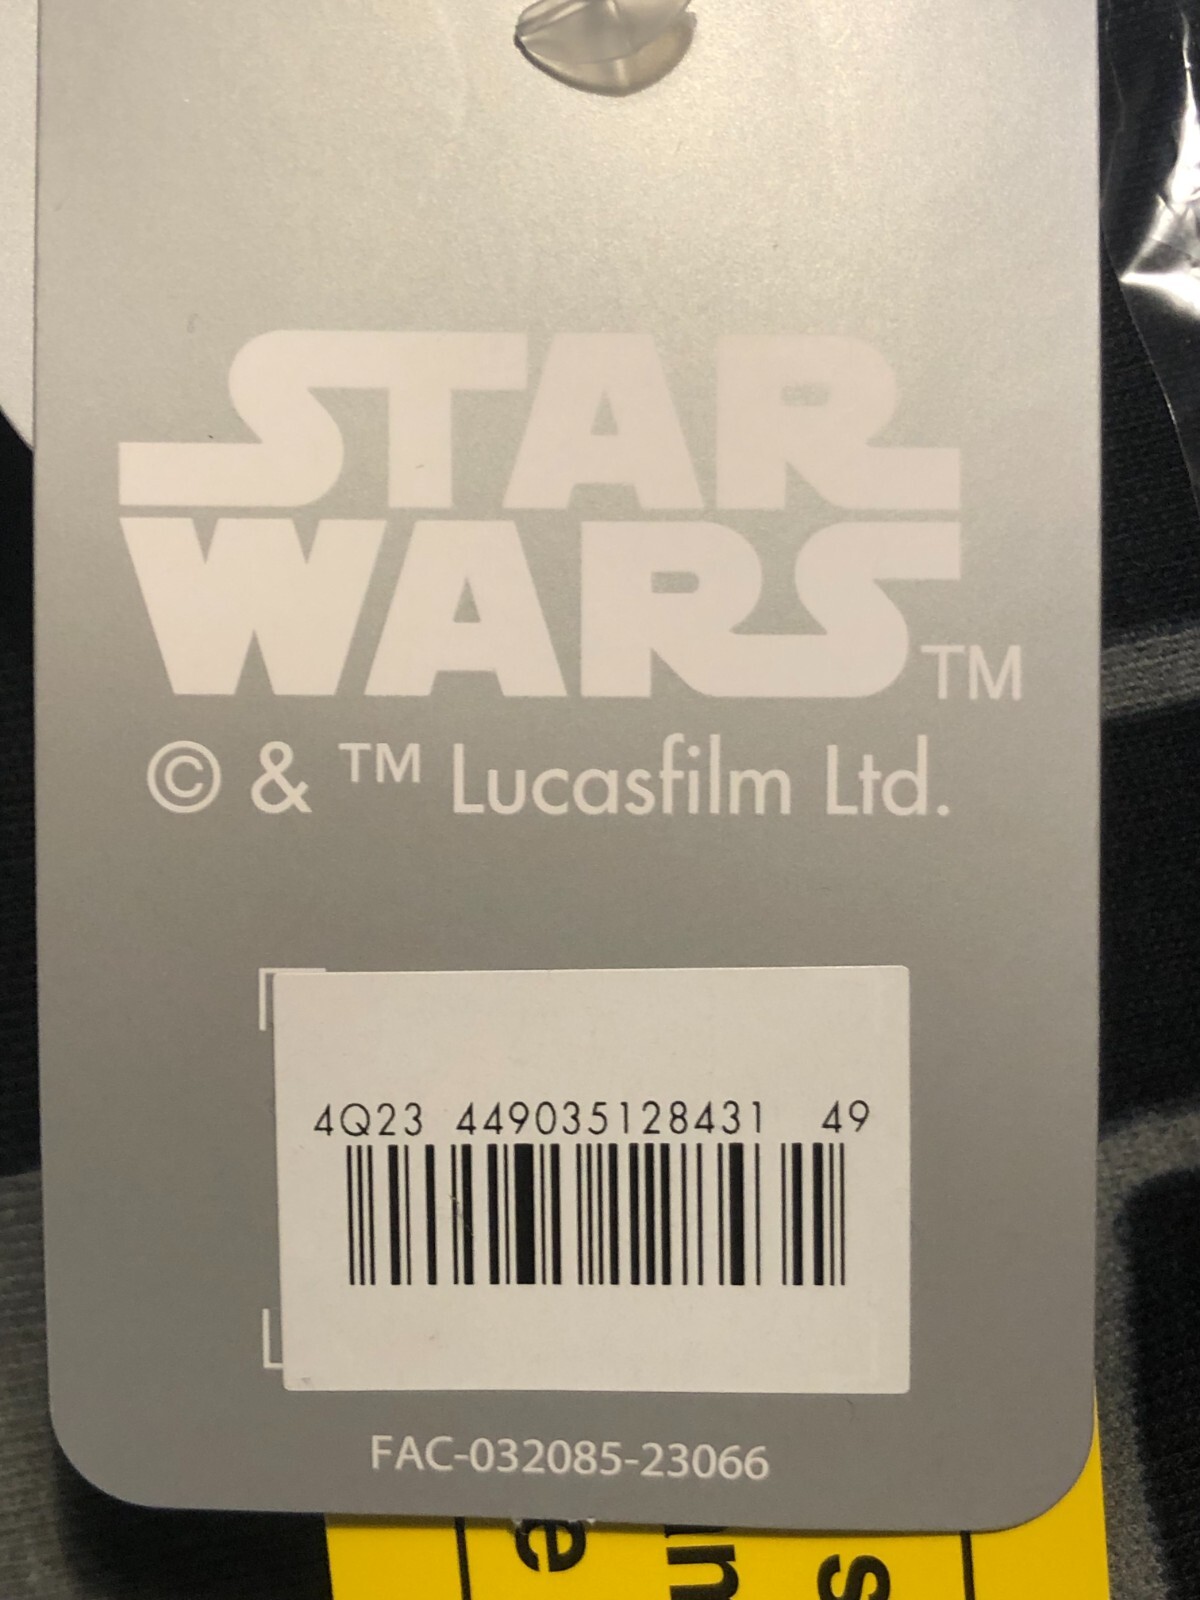 STAR
WARS™
© & ™ Lucasfilm Ltd.
4Q23 449035128431 49
FAC-032085-23066
e
s